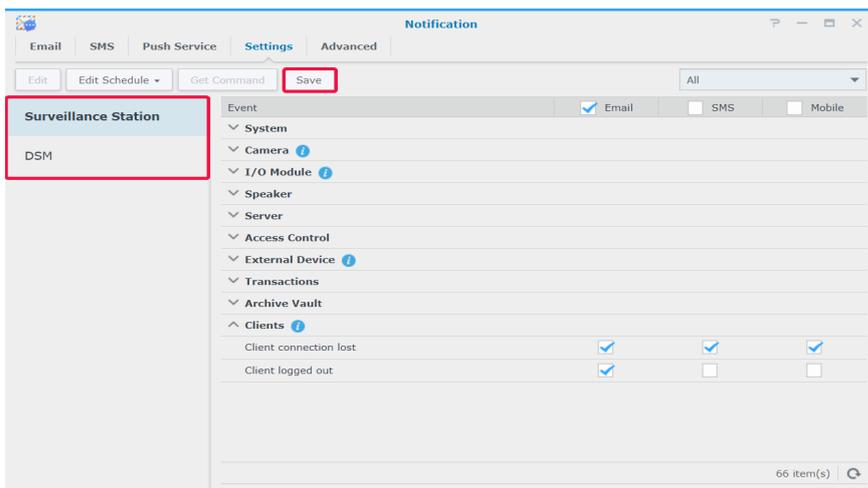 Notification
Email SMS Push Service Settings Advanced
Edit Edit Schedule Get Command Save All
Surveillance Station
DSM
Event Email SMS Mobile
System
Camera i
I/O Module i
Speaker
Server
Access Control
External Device i
Transactions
Archive Vault
Clients i
Client connection lost
Client logged out
66 item(s)